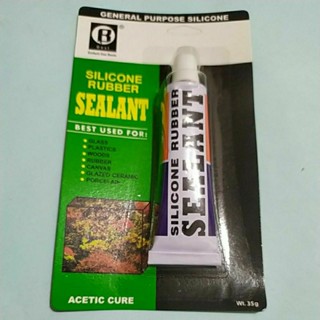 GENERAL PURPOSE SILICONE
B
Best
SILICONE RUBBER
SEALANT
BEST USED FOR:
GLASS
PLASTICS
WOODS
RUBBER
CANVAS
GLAZED CERAMIC
PORCELAIN
ACETIC CURE
SILICONE RUBBER
SEALANT
Wt. 35g